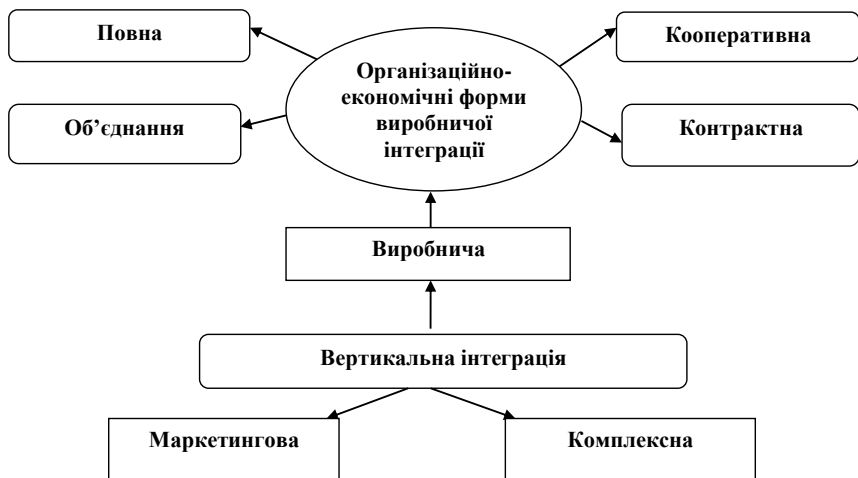 Повна
Кооперативна
Організаційно-
економічні форми
виробничої
інтеграції
Об’єднання
Контрактна
Виробнича
Вертикальна інтеграція
Маркетингова
Комплексна